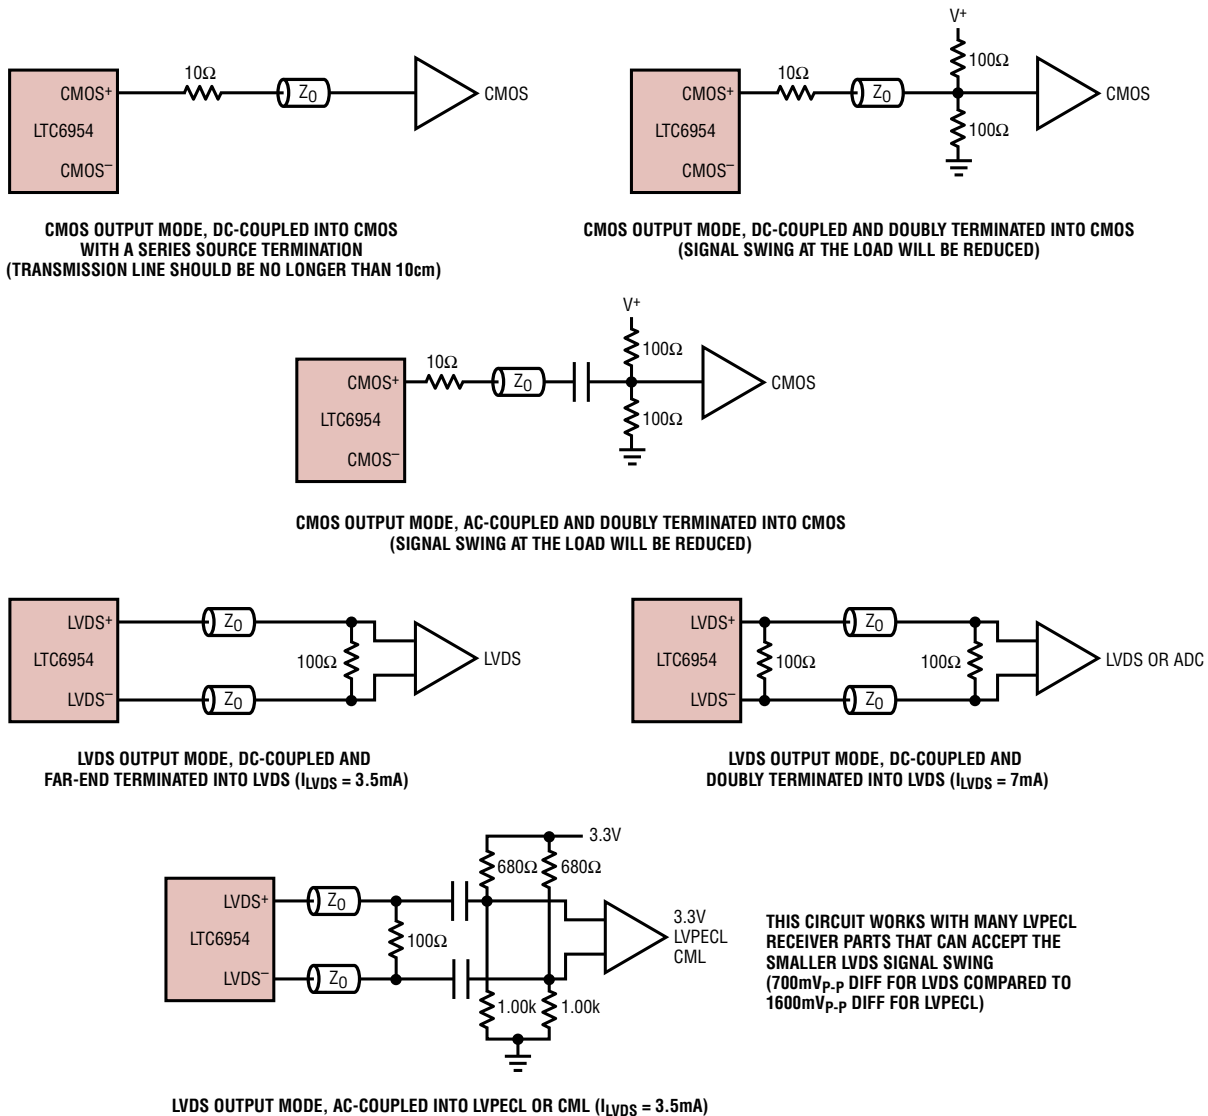 CMOS+
LTC6954
CMOS–
10Ω
Z0
CMOS
CMOS OUTPUT MODE, DC-COUPLED INTO CMOS
WITH A SERIES SOURCE TERMINATION
(TRANSMISSION LINE SHOULD BE NO LONGER THAN 10cm)
CMOS+
LTC6954
CMOS–
10Ω
Z0
V+
100Ω
100Ω
CMOS
CMOS OUTPUT MODE, DC-COUPLED AND DOUBLY TERMINATED INTO CMOS
(SIGNAL SWING AT THE LOAD WILL BE REDUCED)
CMOS+
LTC6954
CMOS–
10Ω
Z0
V+
100Ω
100Ω
CMOS
CMOS OUTPUT MODE, AC-COUPLED AND DOUBLY TERMINATED INTO CMOS
(SIGNAL SWING AT THE LOAD WILL BE REDUCED)
LVDS+
LTC6954
LVDS–
Z0
Z0
100Ω
LVDS
LVDS OUTPUT MODE, DC-COUPLED AND
FAR-END TERMINATED INTO LVDS (ILVDS = 3.5mA)
LVDS+
LTC6954
LVDS–
100Ω
Z0
Z0
100Ω
LVDS OR ADC
LVDS OUTPUT MODE, DC-COUPLED AND
DOUBLY TERMINATED INTO LVDS (ILVDS = 7mA)
LVDS+
LTC6954
LVDS–
Z0
Z0
100Ω
3.3V
680Ω
680Ω
1.00k
1.00k
3.3V
LVPECL
CML
THIS CIRCUIT WORKS WITH MANY LVPECL
RECEIVER PARTS THAT CAN ACCEPT THE
SMALLER LVDS SIGNAL SWING
(700mVP-P DIFF FOR LVDS COMPARED TO
1600mVP-P DIFF FOR LVPECL)
LVDS OUTPUT MODE, AC-COUPLED INTO LVPECL OR CML (ILVDS = 3.5mA)